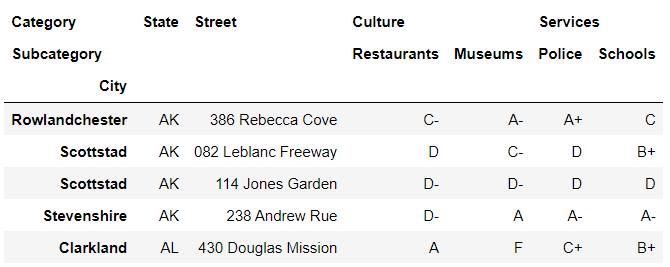 Category State Street Culture Services
Subcategory Restaurants Museums Police Schools
City
Rowlandchester AK 386 Rebecca Cove C- A- A+ C
Scottstad AK 082 Leblanc Freeway D C- D B+
Scottstad AK 114 Jones Garden D- D- D D
Stevenshire AK 238 Andrew Rue D- A A- A-
Clarkland AL 430 Douglas Mission A F C+ B+